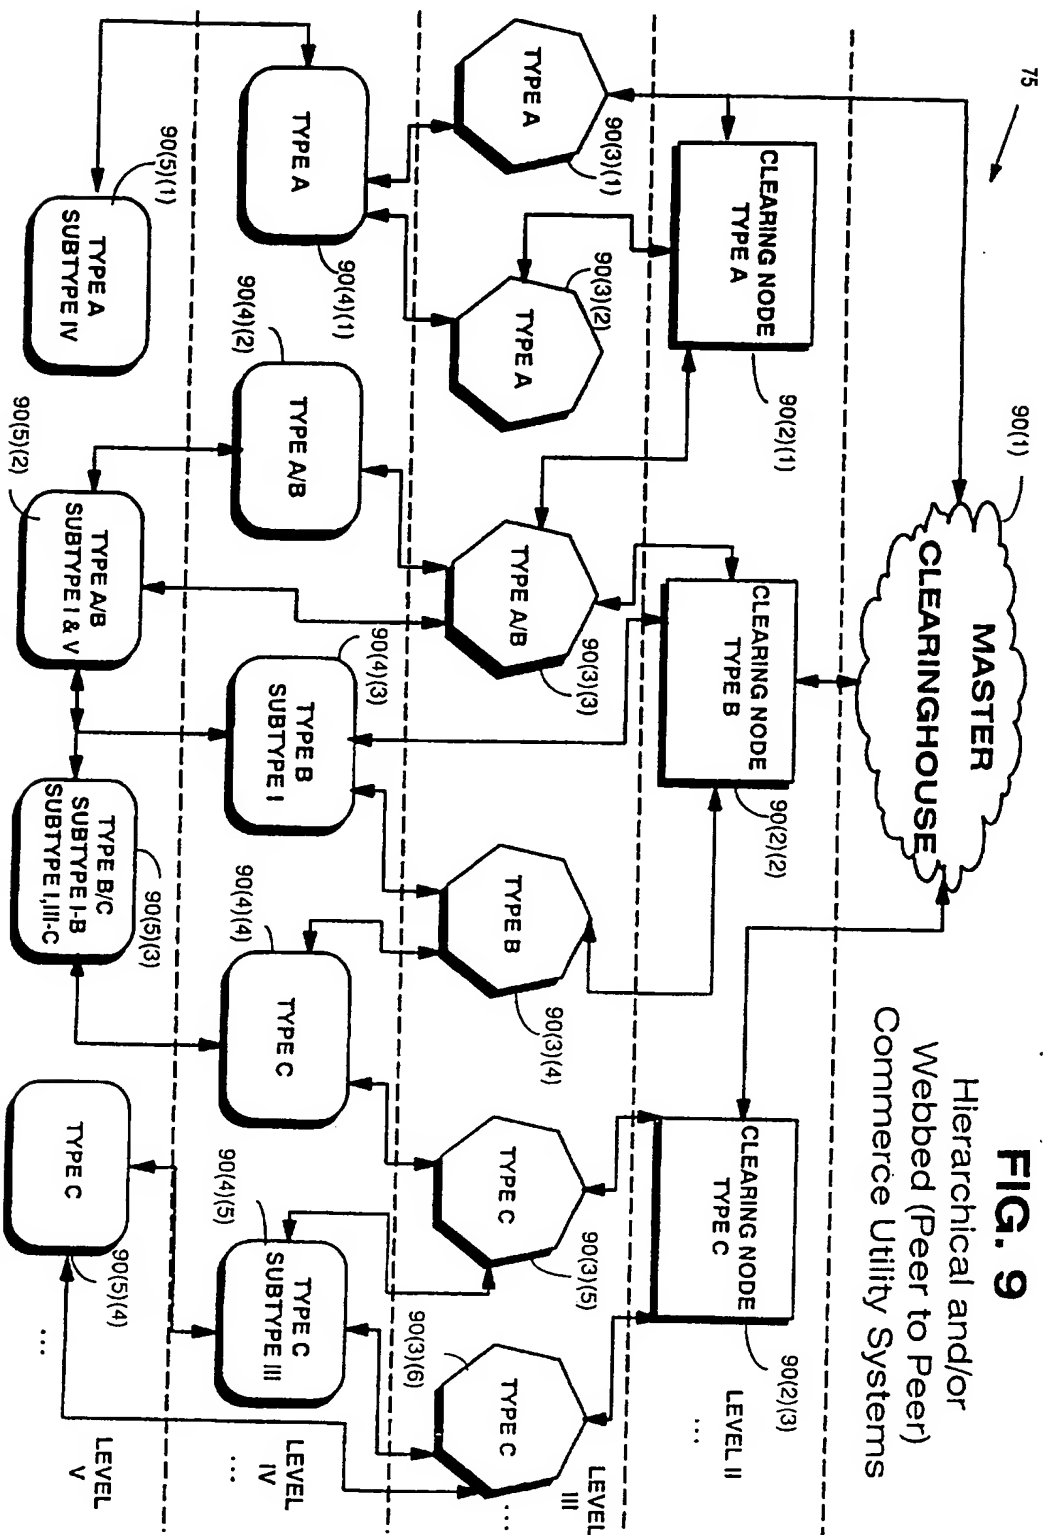 FIG. 9
Hierarchical and/or
Webbed (Peer to Peer)
Commerce Utility Systems
75
90(1)
MASTER
CLEARINGHOUSE
CLEARING NODE
TYPE A
90(2)(1)
CLEARING NODE
TYPE B
90(2)(2)
CLEARING NODE
TYPE C
90(2)(3)
LEVEL II
...
TYPE A
90(3)(1)
TYPE A
90(3)(2)
TYPE A/B
90(3)(3)
TYPE B
90(3)(4)
TYPE C
90(3)(5)
TYPE C
90(3)(6)
LEVEL
III
...
TYPE A
90(4)(1)
TYPE A/B
90(4)(2)
TYPE B
SUBTYPE I
90(4)(3)
TYPE C
90(4)(4)
TYPE C
SUBTYPE III
90(4)(5)
LEVEL
IV
...
TYPE A
SUBTYPE IV
90(5)(1)
TYPE A/B
SUBTYPE I & V
90(5)(2)
TYPE B/C
SUBTYPE I-B
SUBTYPE I,III-C
90(5)(3)
TYPE C
90(5)(4)
...
LEVEL
V